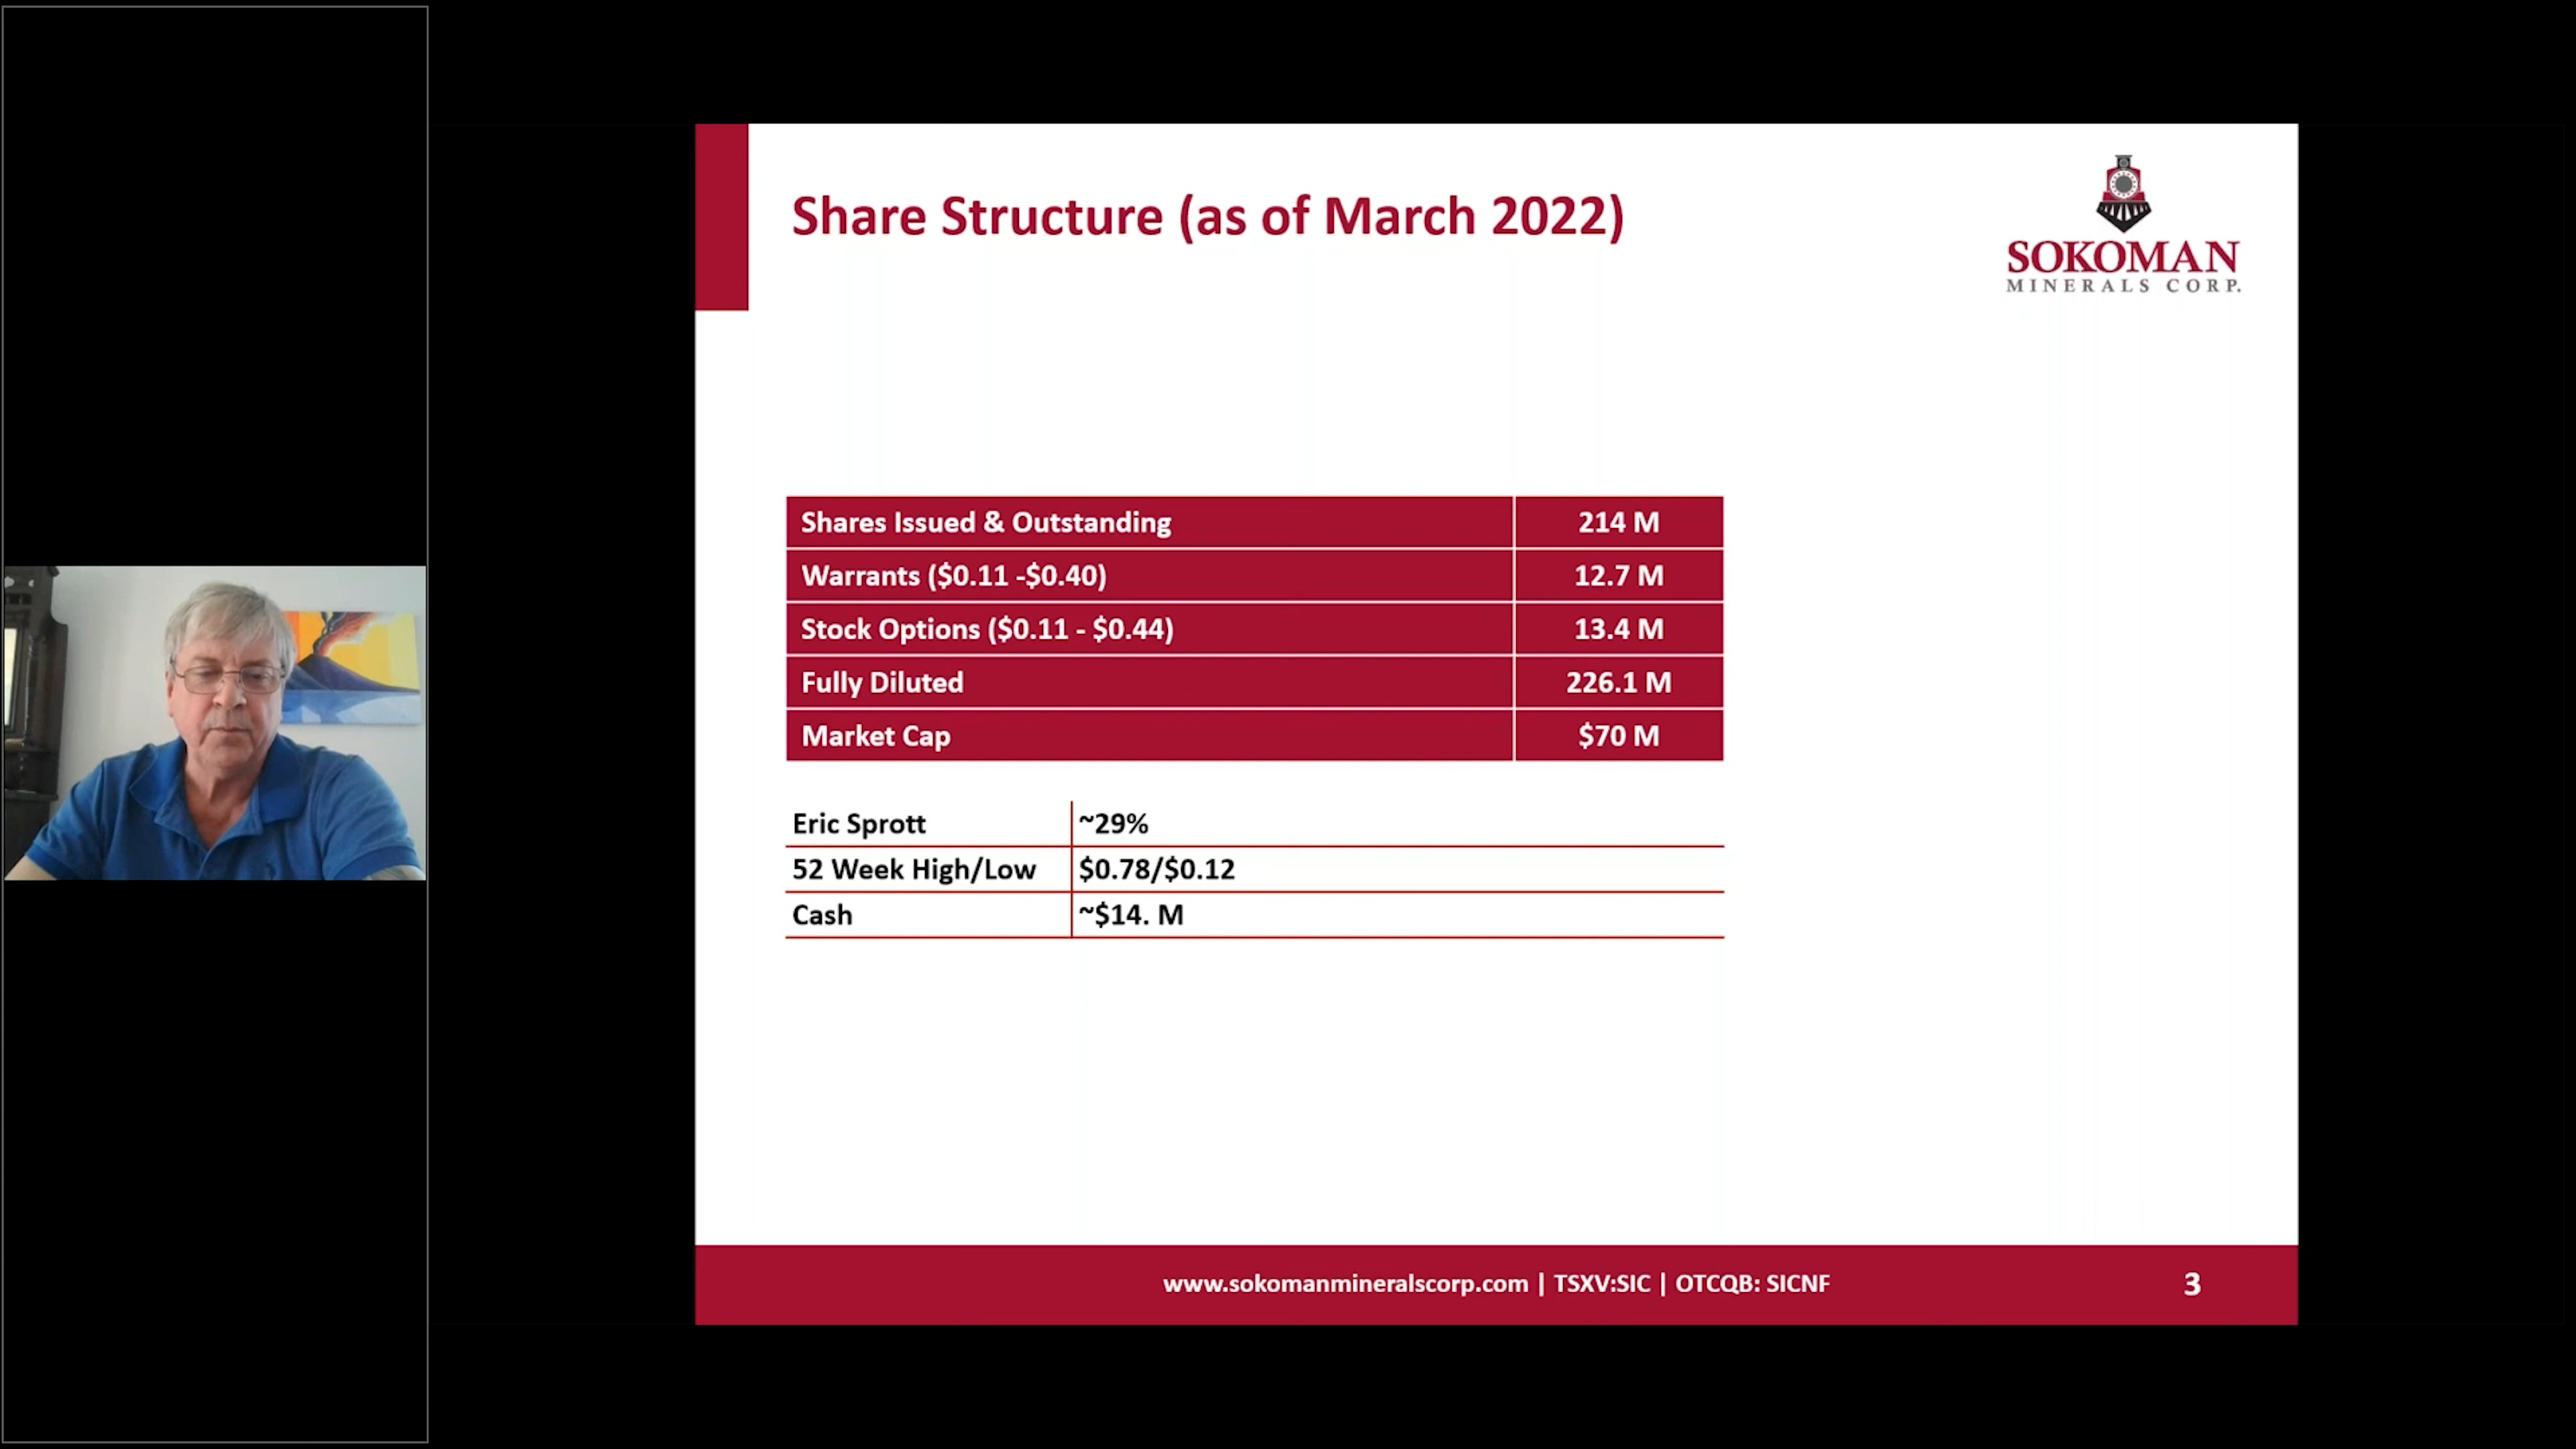 Share Structure (as of March 2022)
SOKOMAN
MINERALS CORP.
Shares Issued & Outstanding 214 M
Warrants ($0.11 -$0.40) 12.7 M
Stock Options ($0.11 - $0.44) 13.4 M
Fully Diluted 226.1 M
Market Cap $70 M
Eric Sprott ~29%
52 Week High/Low $0.78/$0.12
Cash ~$14. M
www.sokomanmineralscorp.com | TSXV:SIC | OTCQB: SICNF 3